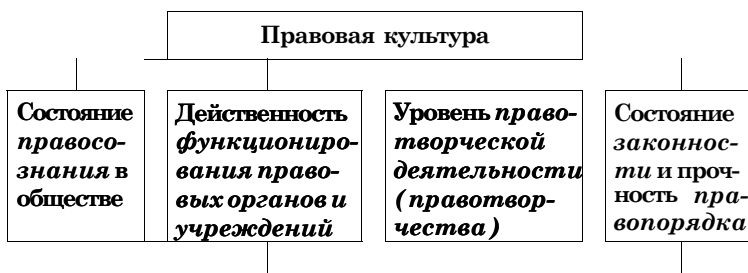 Правовая культура
Состояние
правосо-
знания в
обществе
Действенность
функциониро-
вания право-
вых органов и
учреждений
Уровень право-
творческой
деятельности
(правотвор-
чества)
Состояние
законнос-
ти и проч-
ность пра-
вопорядка